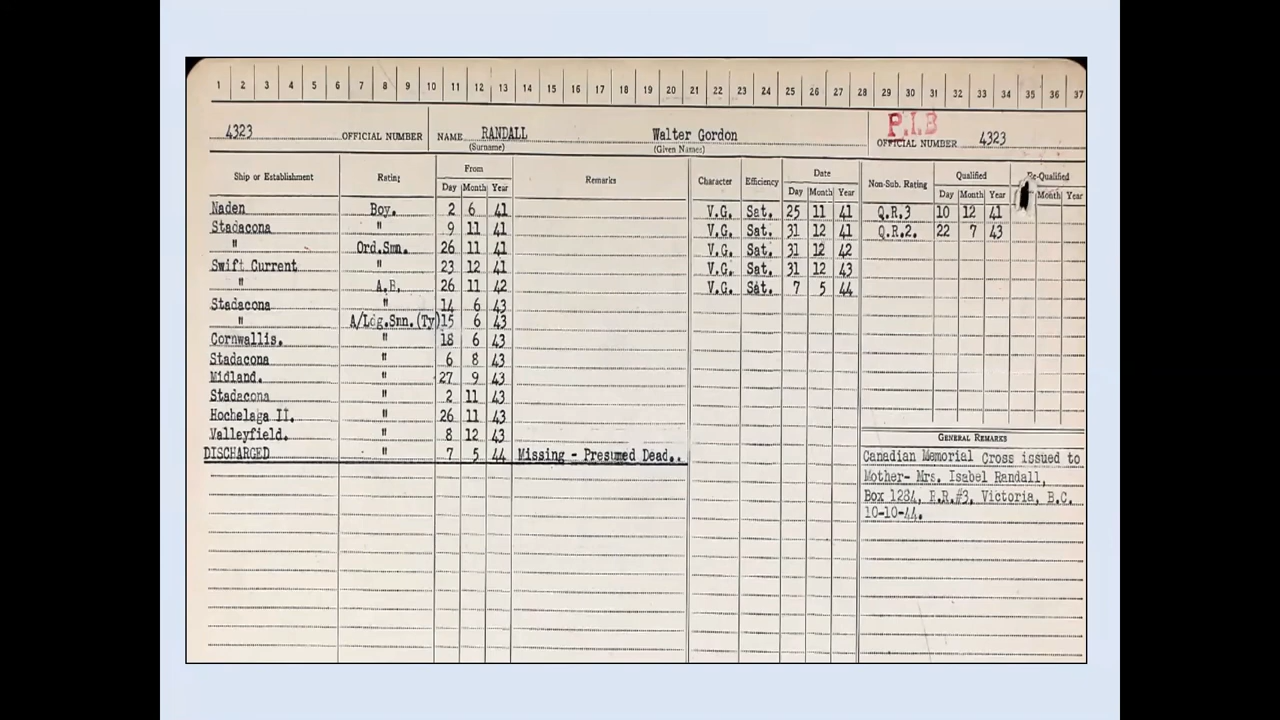 1 2 3 4 5 6 7 8 9 10 11 12 13 14 15 16 17 18 19 20 21 22 23 24 25 26 27 28 29 30 31 32 33 34 35 36 37
4323 OFFICIAL NUMBER NAME RANDALL Walter Gordon P.I.B OFFICIAL NUMBER 4323
(Surname) (Given Names)
Ship or Establishment Rating From Remarks Character Efficiency Date Non-Sub. Rating Qualified Re-Qualified
Day Month Year Day Month Year Day Month Year Month Year
Naden Boy. 2 6 41 V.G. Sat. 25 11 41 Q.R.3 10 12 41
Stadacona " 9 11 41 V.G. Sat. 31 12 41 Q.R.2. 22 7 43
" Ord.Smn. 26 11 41 V.G. Sat. 31 12 42
Swift Current " 23 12 41 V.G. Sat. 31 12 43
" A.B. 26 11 42 V.G. Sat. 7 5 44
Stadacona " 14 6 43
" A/Ldg.Smn.(Ty) 15 6 43
Cornwallis. " 18 6 43
Stadacona " 6 8 43
Midland. " 27 9 43
Stadacona " 2 11 43
Hochelaga II. " 26 11 43
Valleyfield. " 8 12 43
DISCHARGED " 7 5 44 Missing - Presumed Dead..
GENERAL REMARKS
Canadian Memorial Cross issued to
Mother- Mrs. Isabel Randall,
Box 1284, R.R.#3, Victoria, B.C.
10-10-44.